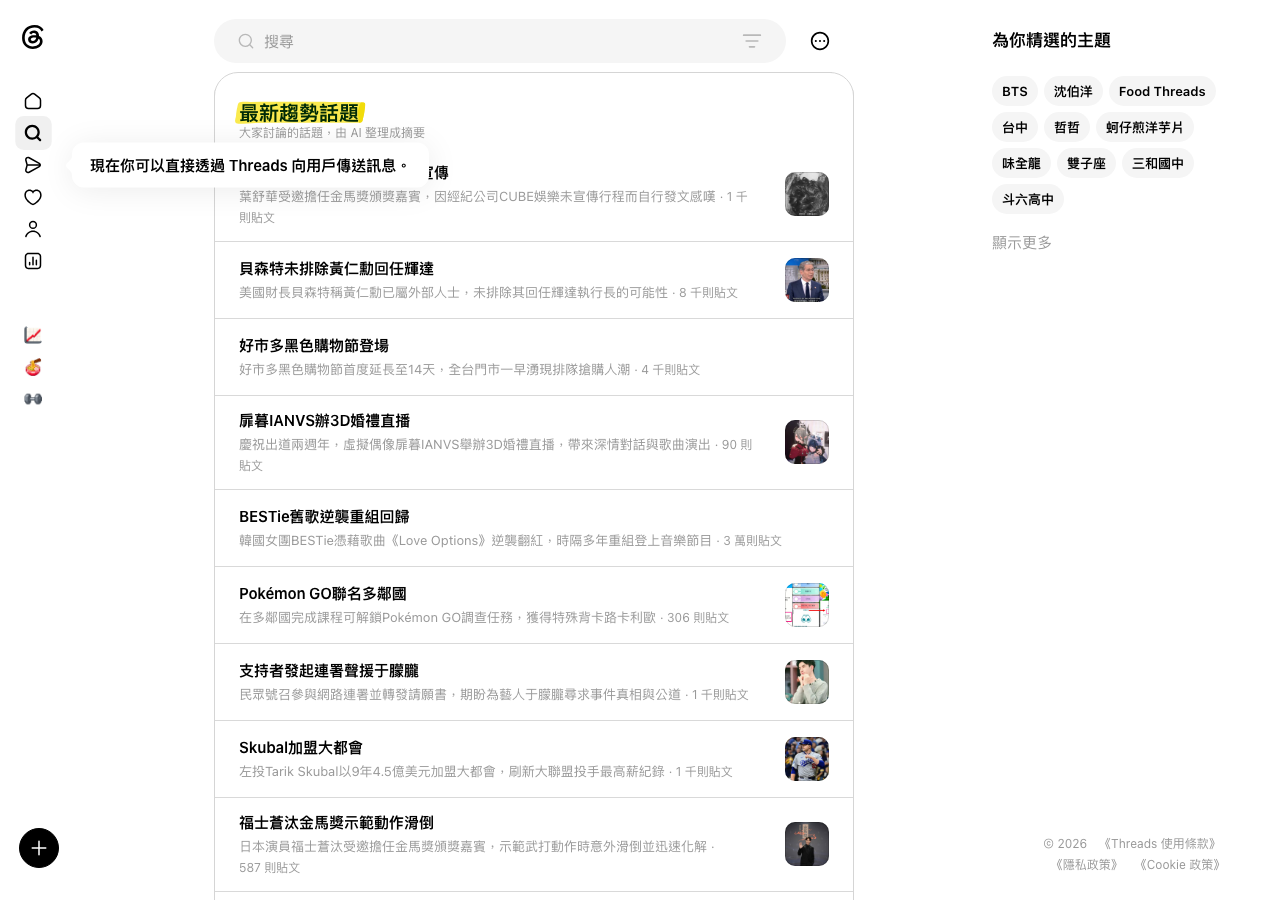 搜尋
最新趨勢話題
大家討論的話題，由 AI 整理成摘要
現在你可以直接透過 Threads 向用戶傳送訊息。
宣傳
葉舒華受邀擔任金馬獎頒獎嘉賓，因經紀公司CUBE娛樂未宣傳行程而自行發文感嘆 · 1 千
則貼文
貝森特未排除黃仁勳回任輝達
美國財長貝森特稱黃仁勳已屬外部人士，未排除其回任輝達執行長的可能性 · 8 千則貼文
好市多黑色購物節登場
好市多黑色購物節首度延長至14天，全台門市一早湧現排隊搶購人潮 · 4 千則貼文
扉暮IANVS辦3D婚禮直播
慶祝出道兩週年，虛擬偶像扉暮IANVS舉辦3D婚禮直播，帶來深情對話與歌曲演出 · 90 則
貼文
BESTie舊歌逆襲重組回歸
韓國女團BESTie憑藉歌曲《Love Options》逆襲翻紅，時隔多年重組登上音樂節目 · 3 萬則貼文
Pokémon GO聯名多鄰國
在多鄰國完成課程可解鎖Pokémon GO調查任務，獲得特殊背卡路卡利歐 · 306 則貼文
支持者發起連署聲援于朦朧
民眾號召參與網路連署並轉發請願書，期盼為藝人于朦朧尋求事件真相與公道 · 1 千則貼文
Skubal加盟大都會
左投Tarik Skubal以9年4.5億美元加盟大都會，刷新大聯盟投手最高薪紀錄 · 1 千則貼文
福士蒼汰金馬獎示範動作滑倒
日本演員福士蒼汰受邀擔任金馬獎頒獎嘉賓，示範武打動作時意外滑倒並迅速化解 ·
587 則貼文
為你精選的主題
BTS 沈伯洋 Food Threads
台中 哲哲 蚵仔煎洋芋片
味全龍 雙子座 三和國中
斗六高中
顯示更多
© 2026 《Threads 使用條款》
《隱私政策》 《Cookie 政策》